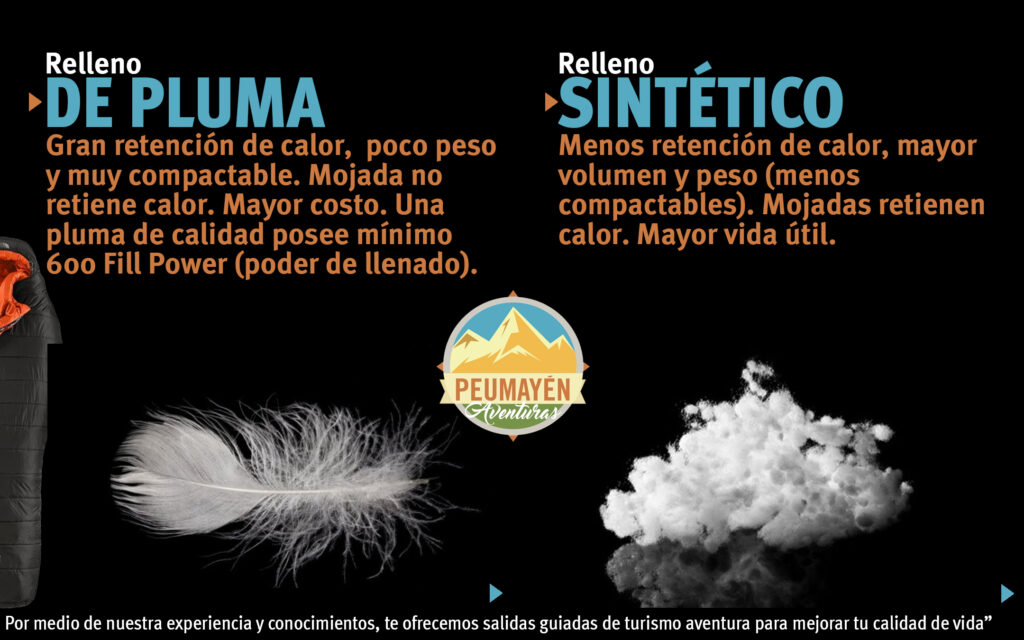 Relleno
DE PLUMA
Gran retención de calor, poco peso
y muy compactable. Mojada no
retiene calor. Mayor costo. Una
pluma de calidad posee mínimo
600 Fill Power (poder de llenado).
Relleno
SINTÉTICO
Menos retención de calor, mayor
volumen y peso (menos
compactables). Mojadas retienen
calor. Mayor vida útil.
PEUMAYÉN
Aventuras
Por medio de nuestra experiencia y conocimientos, te ofrecemos salidas guiadas de turismo aventura para mejorar tu calidad de vida”